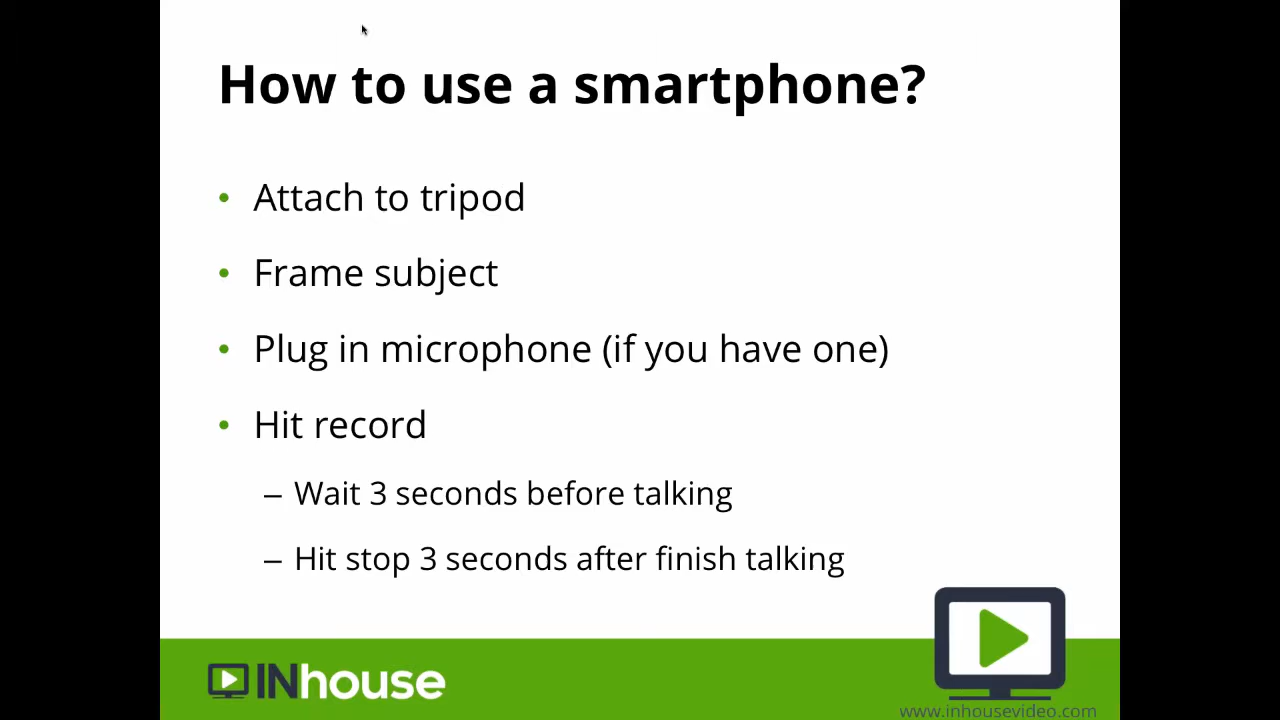 How to use a smartphone?
• Attach to tripod
• Frame subject
• Plug in microphone (if you have one)
• Hit record
– Wait 3 seconds before talking
– Hit stop 3 seconds after finish talking
INhouse
www.inhousevideo.com